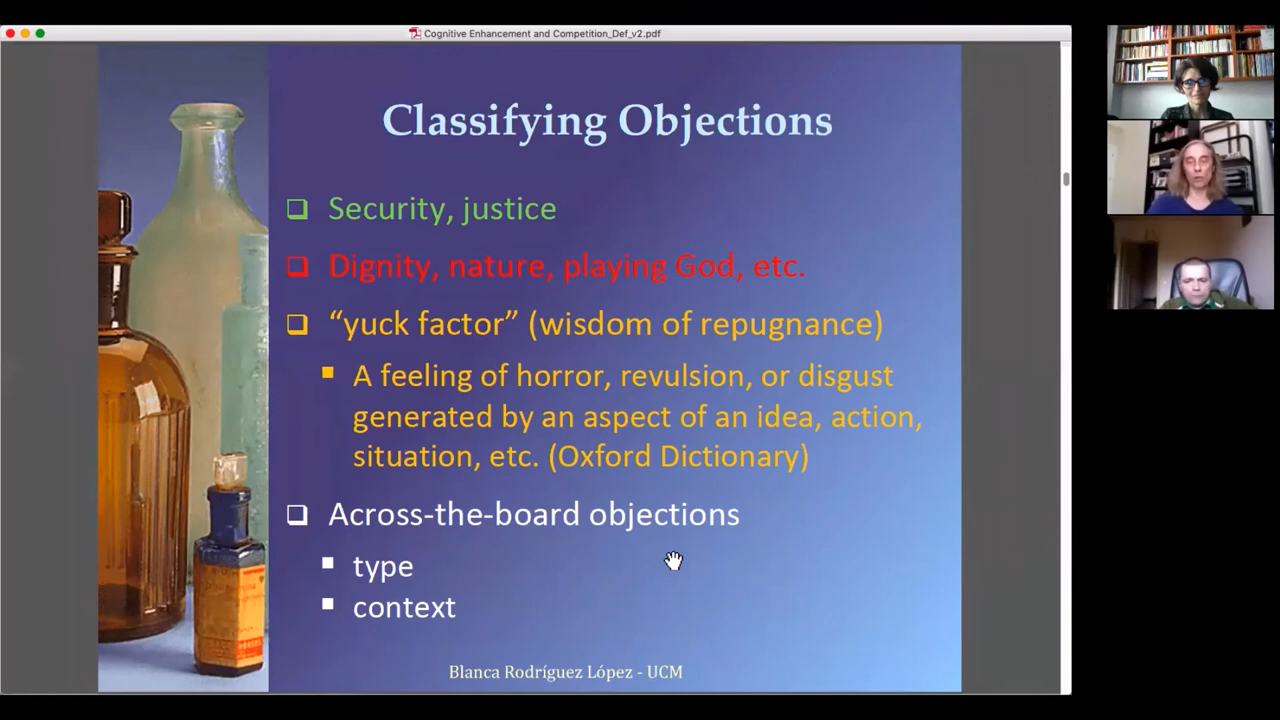 Cognitive Enhancement and Competition_Def_v2.pdf
Classifying Objections
Security, justice
Dignity, nature, playing God, etc.
“yuck factor” (wisdom of repugnance)
A feeling of horror, revulsion, or disgust
generated by an aspect of an idea, action,
situation, etc. (Oxford Dictionary)
Across-the-board objections
type
context
Blanca Rodríguez López - UCM